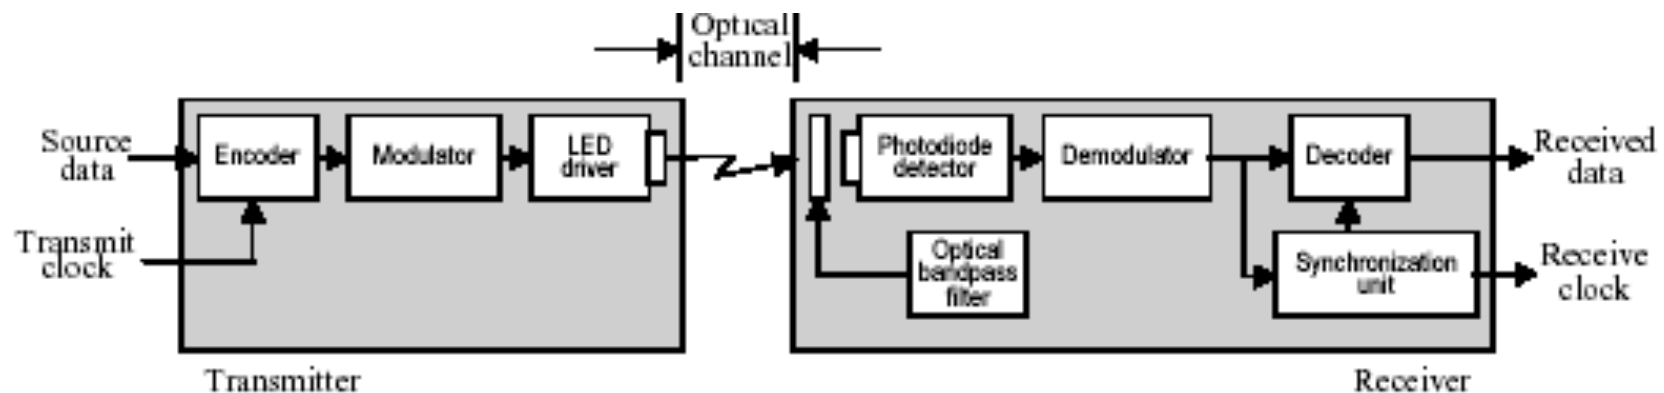 Optical
channel
Source
data
Encoder
Modulator
LED
driver
Photodiode
detector
Demodulator
Decoder
Received
data
Transmit
clock
Optical
bandpass
filter
Synchronization
unit
Receive
clock
Transmitter
Receiver